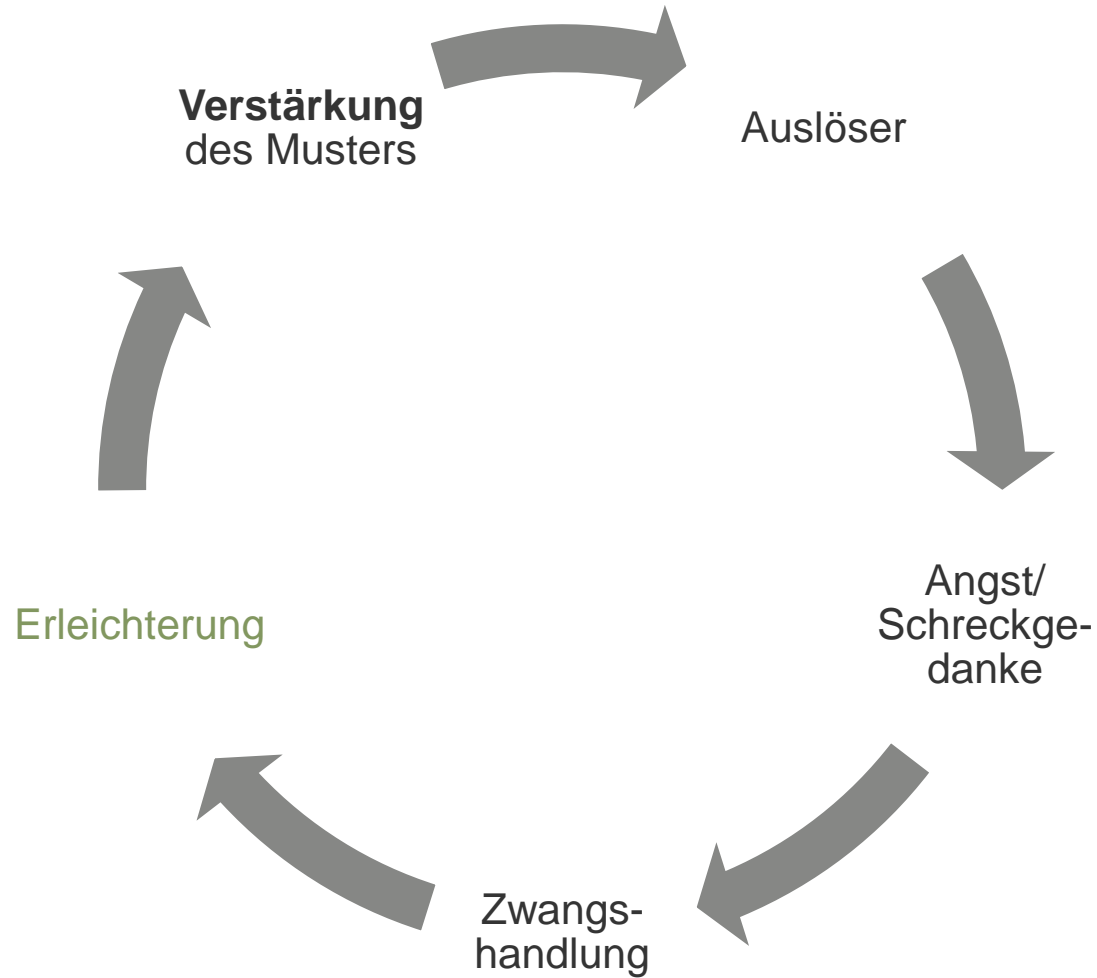 Verstärkung
des Musters
Auslöser
Angst/
Schreckge-
danke
Zwangs-
handlung
Erleichterung